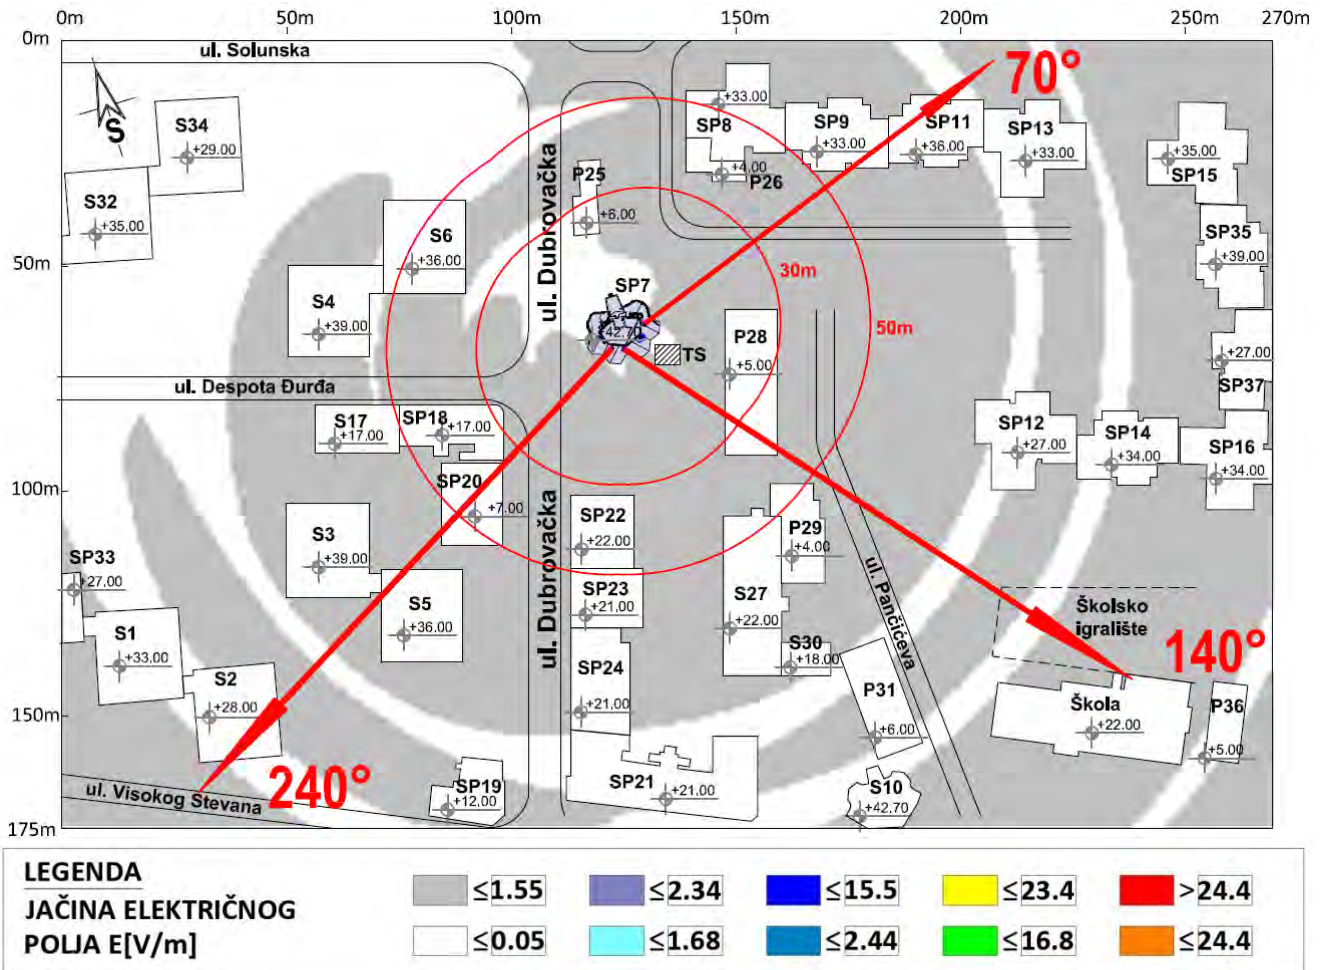 0m
50m
100m
150m
200m
250m
270m
0m
50m
100m
150m
175m
ul. Solunska
S
S34
+29.00
S32
+35.00
S6
+36.00
S4
+39.00
ul. Dubrovačka
P25
+6.00
SP8
+33.00
+4.00
P26
SP9
+33.00
SP11
+36.00
SP13
+33.00
70°
+35.00
SP15
SP35
+39.00
+27.00
SP37
30m
50m
SP7
42.70
TS
P28
+5.00
ul. Despota Đurđa
S17
+17.00
SP18
+17.00
SP20
+7.00
SP12
+27.00
SP14
+34.00
SP16
+34.00
S3
+39.00
SP33
+27.00
S1
+33.00
S5
+36.00
S2
+28.00
ul. Dubrovačka
SP22
+22.00
SP23
+21.00
SP24
+21.00
SP21
+21.00
P29
+4.00
S27
+22.00
S30
+18.00
ul. Pančićeva
P31
+6.00
S10
+42.70
Školsko
igralište
140°
Škola
+22.00
P36
+5.00
240°
SP19
+12.00
ul. Visokog Stevana
LEGENDA
JAČINA ELEKTRIČNOG
POLJA E[V/m]
≤1.55
≤2.34
≤15.5
≤23.4
>24.4
≤0.05
≤1.68
≤2.44
≤16.8
≤24.4